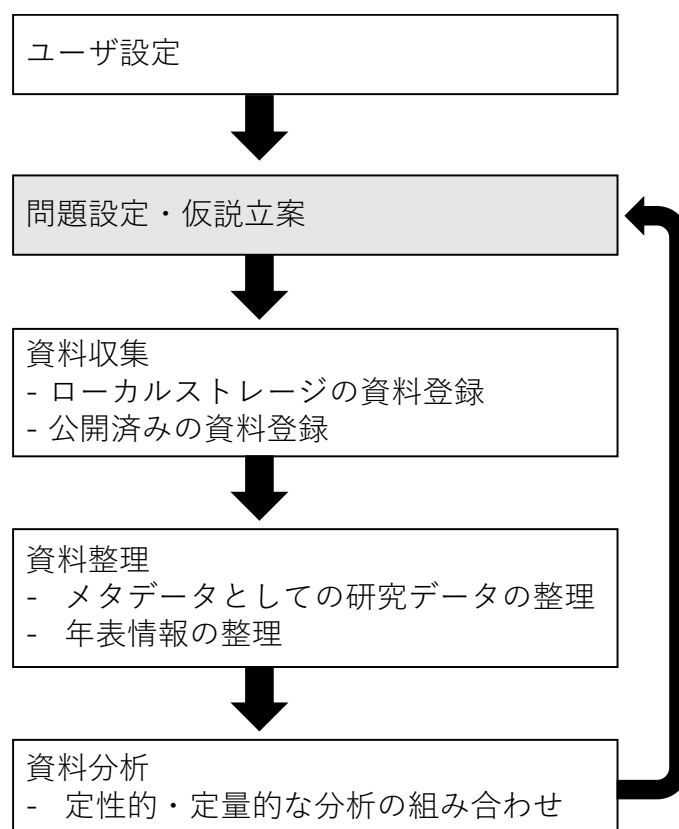 ユーザ設定
問題設定・仮説立案
資料収集
- ローカルストレージの資料登録
- 公開済みの資料登録
資料整理
- メタデータとしての研究データの整理
- 年表情報の整理
資料分析
- 定性的・定量的な分析の組み合わせ